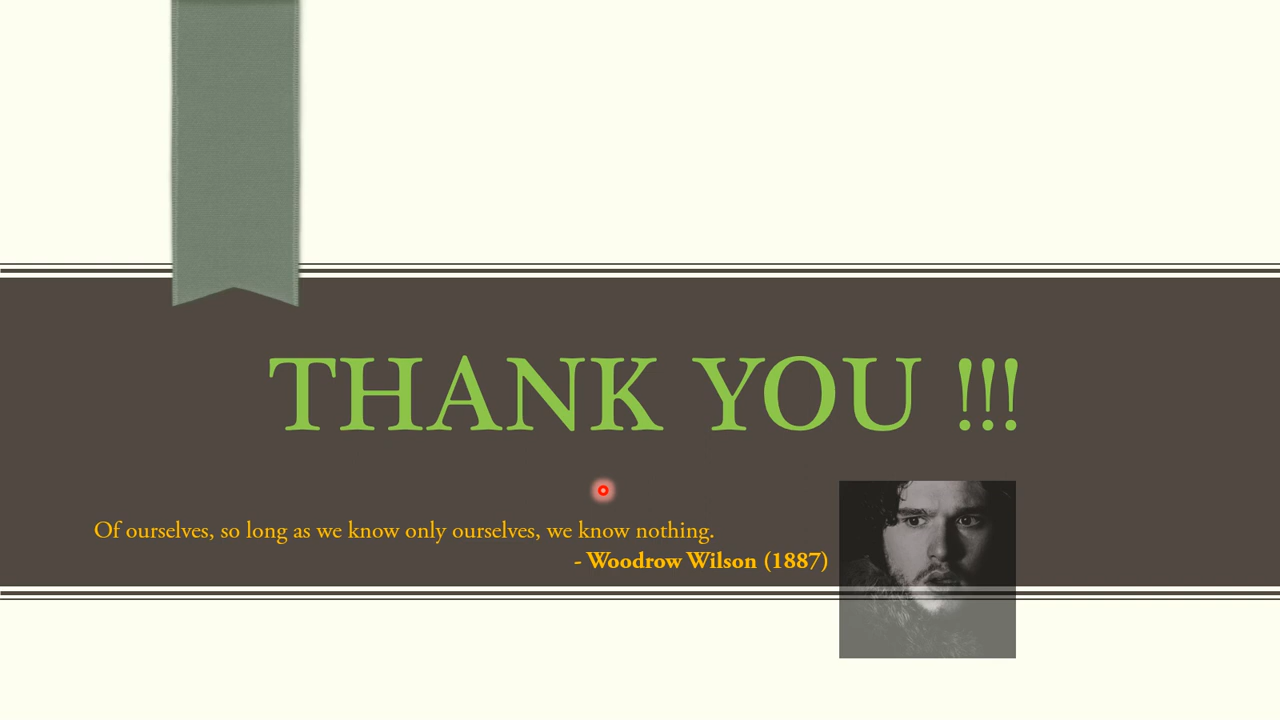 THANK YOU !!!
Of ourselves, so long as we know only ourselves, we know nothing.
- Woodrow Wilson (1887)